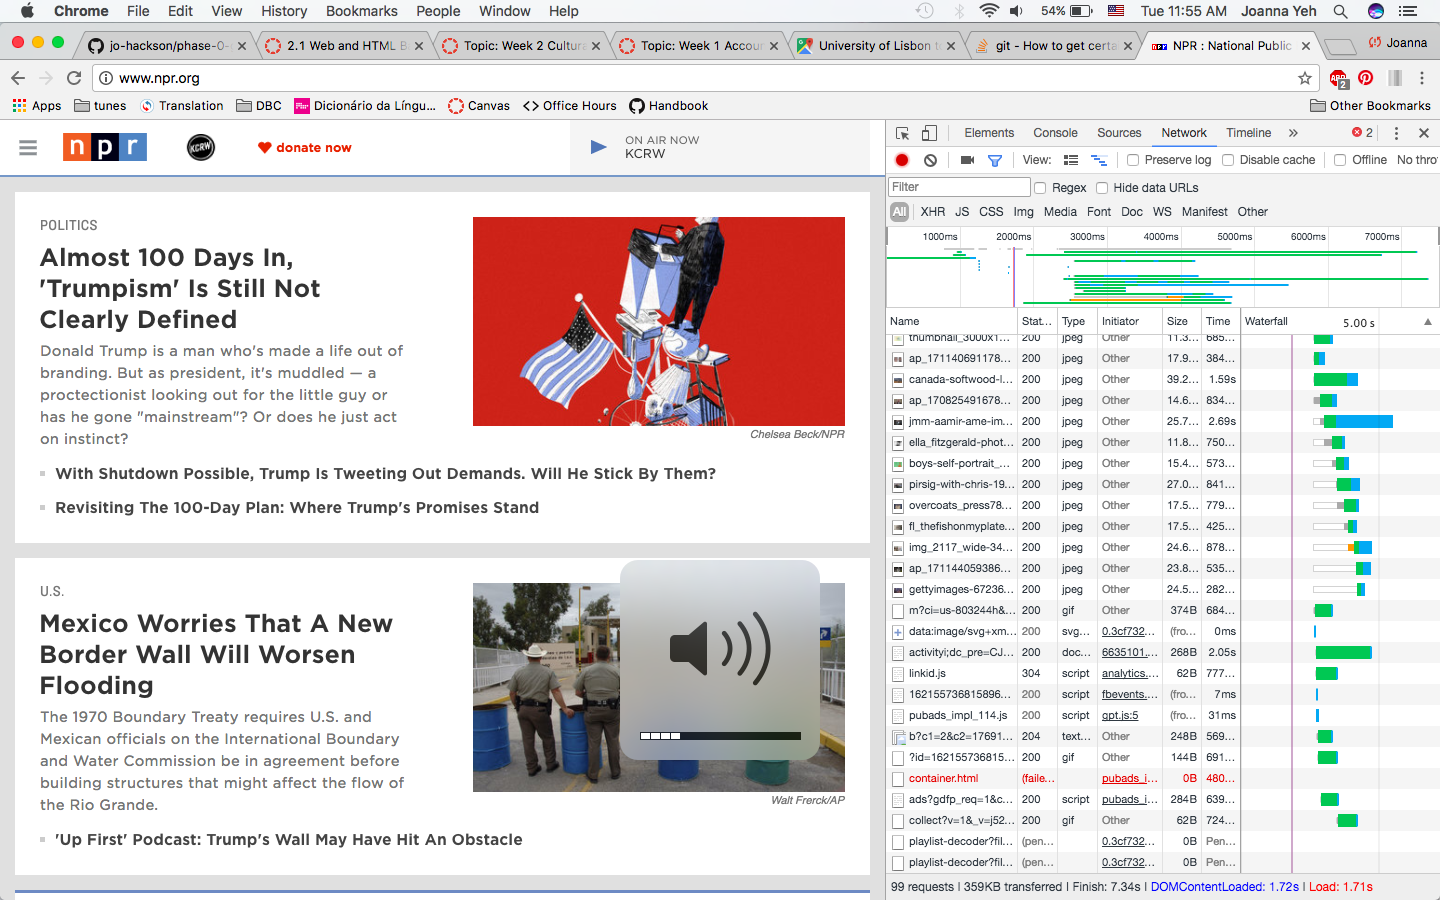 Chrome File Edit View History Bookmarks People Window Help 54% Tue 11:55 AM Joanna Yeh
jo-hackson/phase-0- 2.1 Web and HTML B Topic: Week 2 Cultura Topic: Week 1 Accou University of Lisbon t git - How to get certa NPR : National Public Joanna
www.npr.org ABP 2
Apps tunes Translation DBC Dicionário da Língu... Canvas <> Office Hours Handbook Other Bookmarks
npr KCRW donate now ON AIR NOW
KCRW
POLITICS
Almost 100 Days In,
'Trumpism' Is Still Not
Clearly Defined
Donald Trump is a man who's made a life out of
branding. But as president, it's muddled — a
proctectionist looking out for the little guy or
has he gone "mainstream"? Or does he just act
on instinct?
Chelsea Beck/NPR
With Shutdown Possible, Trump Is Tweeting Out Demands. Will He Stick By Them?
Revisiting The 100-Day Plan: Where Trump's Promises Stand
U.S.
Mexico Worries That A New
Border Wall Will Worsen
Flooding
The 1970 Boundary Treaty requires U.S. and
Mexican officials on the International Boundary
and Water Commission be in agreement before
building structures that might affect the flow of
the Rio Grande.
Walt Frerck/AP
'Up First' Podcast: Trump's Wall May Have Hit An Obstacle
Elements Console Sources Network Timeline » 2
View: Preserve log Disable cache Offline No thro
Filter Regex Hide data URLs
All XHR JS CSS Img Media Font Doc WS Manifest Other
1000ms 2000ms 3000ms 4000ms 5000ms 6000ms 7000ms
Name Stat... Type Initiator Size Time Waterfall 5.00 s
thumbnail_3000x1... 200 jpeg Other 11.3... 685...
ap_171140691178... 200 jpeg Other 17.9... 384...
canada-softwood-l... 200 jpeg Other 39.2... 1.59s
ap_170825491678... 200 jpeg Other 14.6... 834...
jmm-aamir-ame-im... 200 jpeg Other 25.7... 2.69s
ella_fitzgerald-phot... 200 jpeg Other 11.8... 750...
boys-self-portrait_... 200 jpeg Other 15.4... 573...
pirsig-with-chris-19... 200 jpeg Other 27.0... 841...
overcoats_press78... 200 jpeg Other 17.5... 779...
fl_thefishonmyplate... 200 jpeg Other 17.5... 425...
img_2117_wide-34... 200 jpeg Other 24.6... 878...
ap_171144059386... 200 jpeg Other 23.8... 535...
gettyimages-67236... 200 jpeg Other 24.5... 282...
m?ci=us-803244h&... 200 gif Other 374B 684...
data:image/svg+xm... 200 svg... 0.3cf732... (fro... 0ms
activityi;dc_pre=CJ... 200 doc... 6635101... 268B 2.05s
linkid.js 304 script analytics.... 62B 777...
162155736815896... 200 script fbevents.... (fro... 7ms
pubads_impl_114.js 200 script gpt.js:5 (fro... 31ms
b?c1=2&c2=17691... 204 text... Other 248B 569...
?id=162155736815... 200 gif Other 144B 691...
container.html (faile... pubads_i... 0B 480...
ads?gdfp_req=1&c... 200 script pubads_i... 284B 639...
collect?v=1&_v=j52... 200 gif Other 62B 724...
playlist-decoder?fil... (pen... 0.3cf732... 0B Pen...
playlist-decoder?fil... (pen... 0.3cf732... 0B Pen...
99 requests | 359KB transferred | Finish: 7.34s | DOMContentLoaded: 1.72s | Load: 1.71s